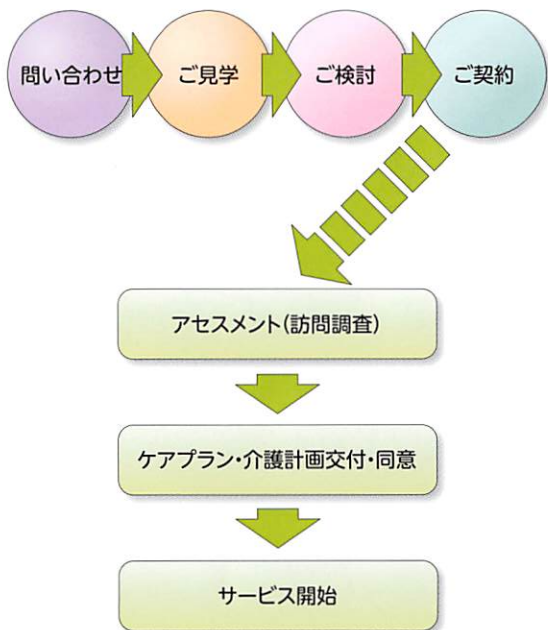 問い合わせ
ご見学
ご検討
ご契約
アセスメント(訪問調査)
ケアプラン・介護計画交付・同意
サービス開始